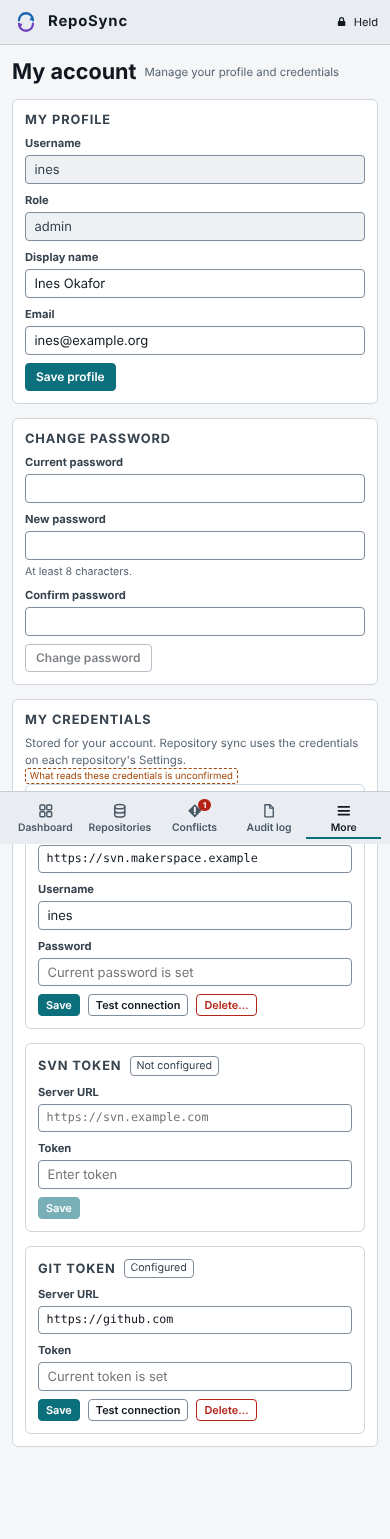 RepoSync
Held
My account
Manage your profile and credentials
MY PROFILE
Username
ines
Role
admin
Display name
Ines Okafor
Email
ines@example.org
Save profile
CHANGE PASSWORD
Current password
New password
At least 8 characters.
Confirm password
Change password
MY CREDENTIALS
Stored for your account. Repository sync uses the credentials
on each repository's Settings.
What reads these credentials is unconfirmed
1
Dashboard
Repositories
Conflicts
Audit log
More
https://svn.makerspace.example
Username
ines
Password
Current password is set
Save
Test connection
Delete...
SVN TOKEN
Not configured
Server URL
https://svn.example.com
Token
Enter token
Save
GIT TOKEN
Configured
Server URL
https://github.com
Token
Current token is set
Save
Test connection
Delete...